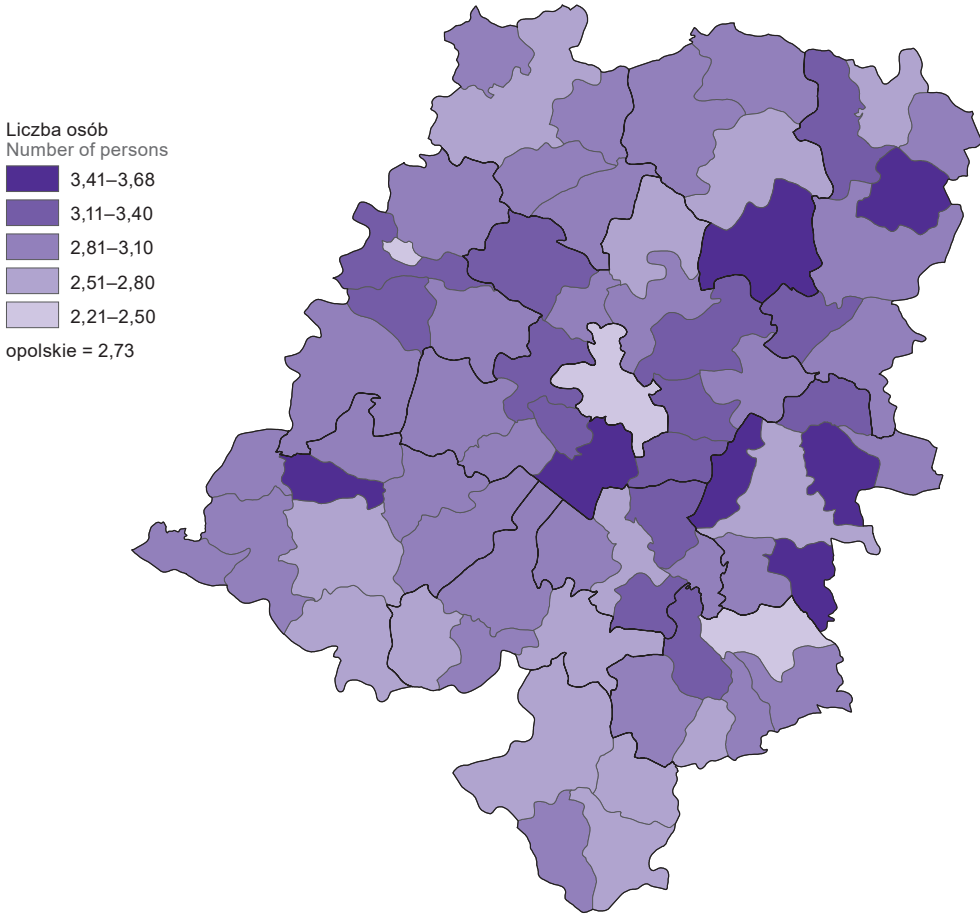 Liczba osób
Number of persons
3,41–3,68
3,11–3,40
2,81–3,10
2,51–2,80
2,21–2,50
opolskie = 2,73